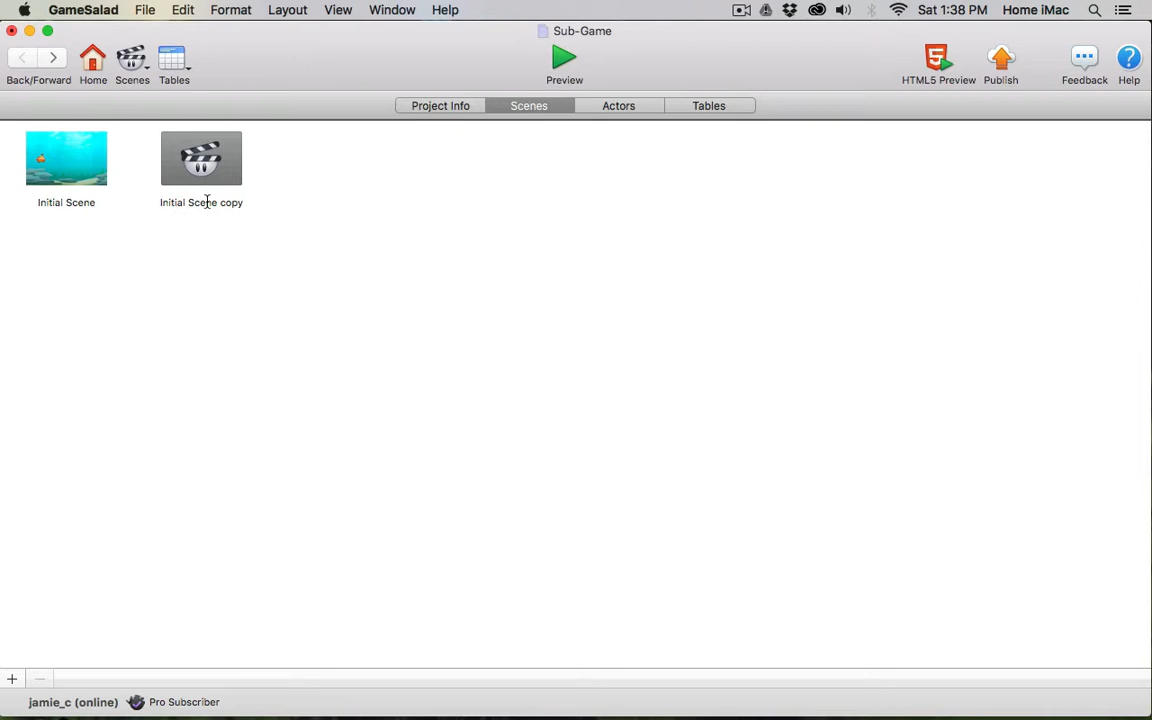 GameSalad File Edit Format Layout View Window Help Sat 1:38 PM Home iMac
Sub-Game
Back/Forward Home Scenes Tables Preview HTML5 Preview Publish Feedback Help
Project Info Scenes Actors Tables
Initial Scene Initial Scene copy
jamie_c (online) Pro Subscriber